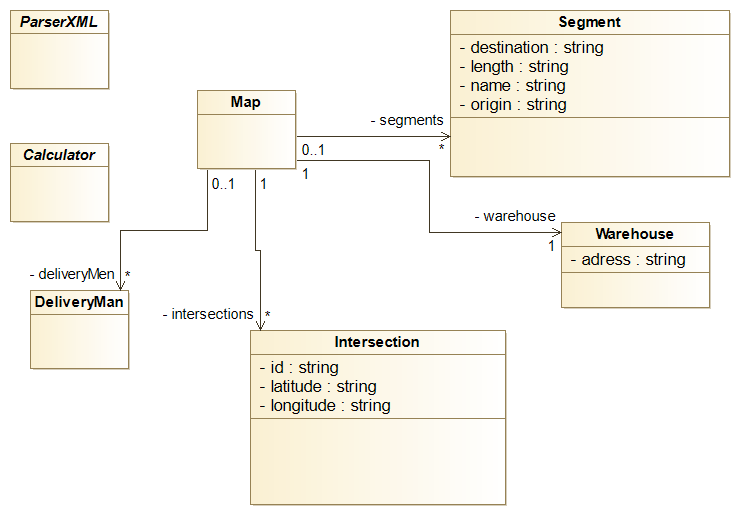 ParserXML
Segment
- destination : string
- length : string
- name : string
- origin : string
Map
- segments
0..1
*
Calculator
0..1
1
1
- warehouse
1
Warehouse
- adress : string
- deliveryMen
*
DeliveryMan
- intersections
*
Intersection
- id : string
- latitude : string
- longitude : string